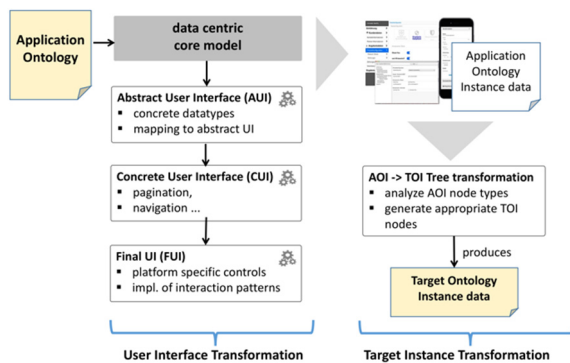 Application
Ontology
data centric
core model
Abstract User Interface (AUI)
▪ concrete datatypes
▪ mapping to abstract UI
Concrete User Interface (CUI)
▪ pagination,
▪ navigation ...
Final UI (FUI)
▪ platform specific controls
▪ impl. of interaction patterns
User Interface Transformation
Application
Ontology
Instance data
AOI -> TOI Tree transformation
▪ analyze AOI node types
▪ generate appropriate TOI
nodes
produces
Target Ontology
Instance data
Target Instance Transformation